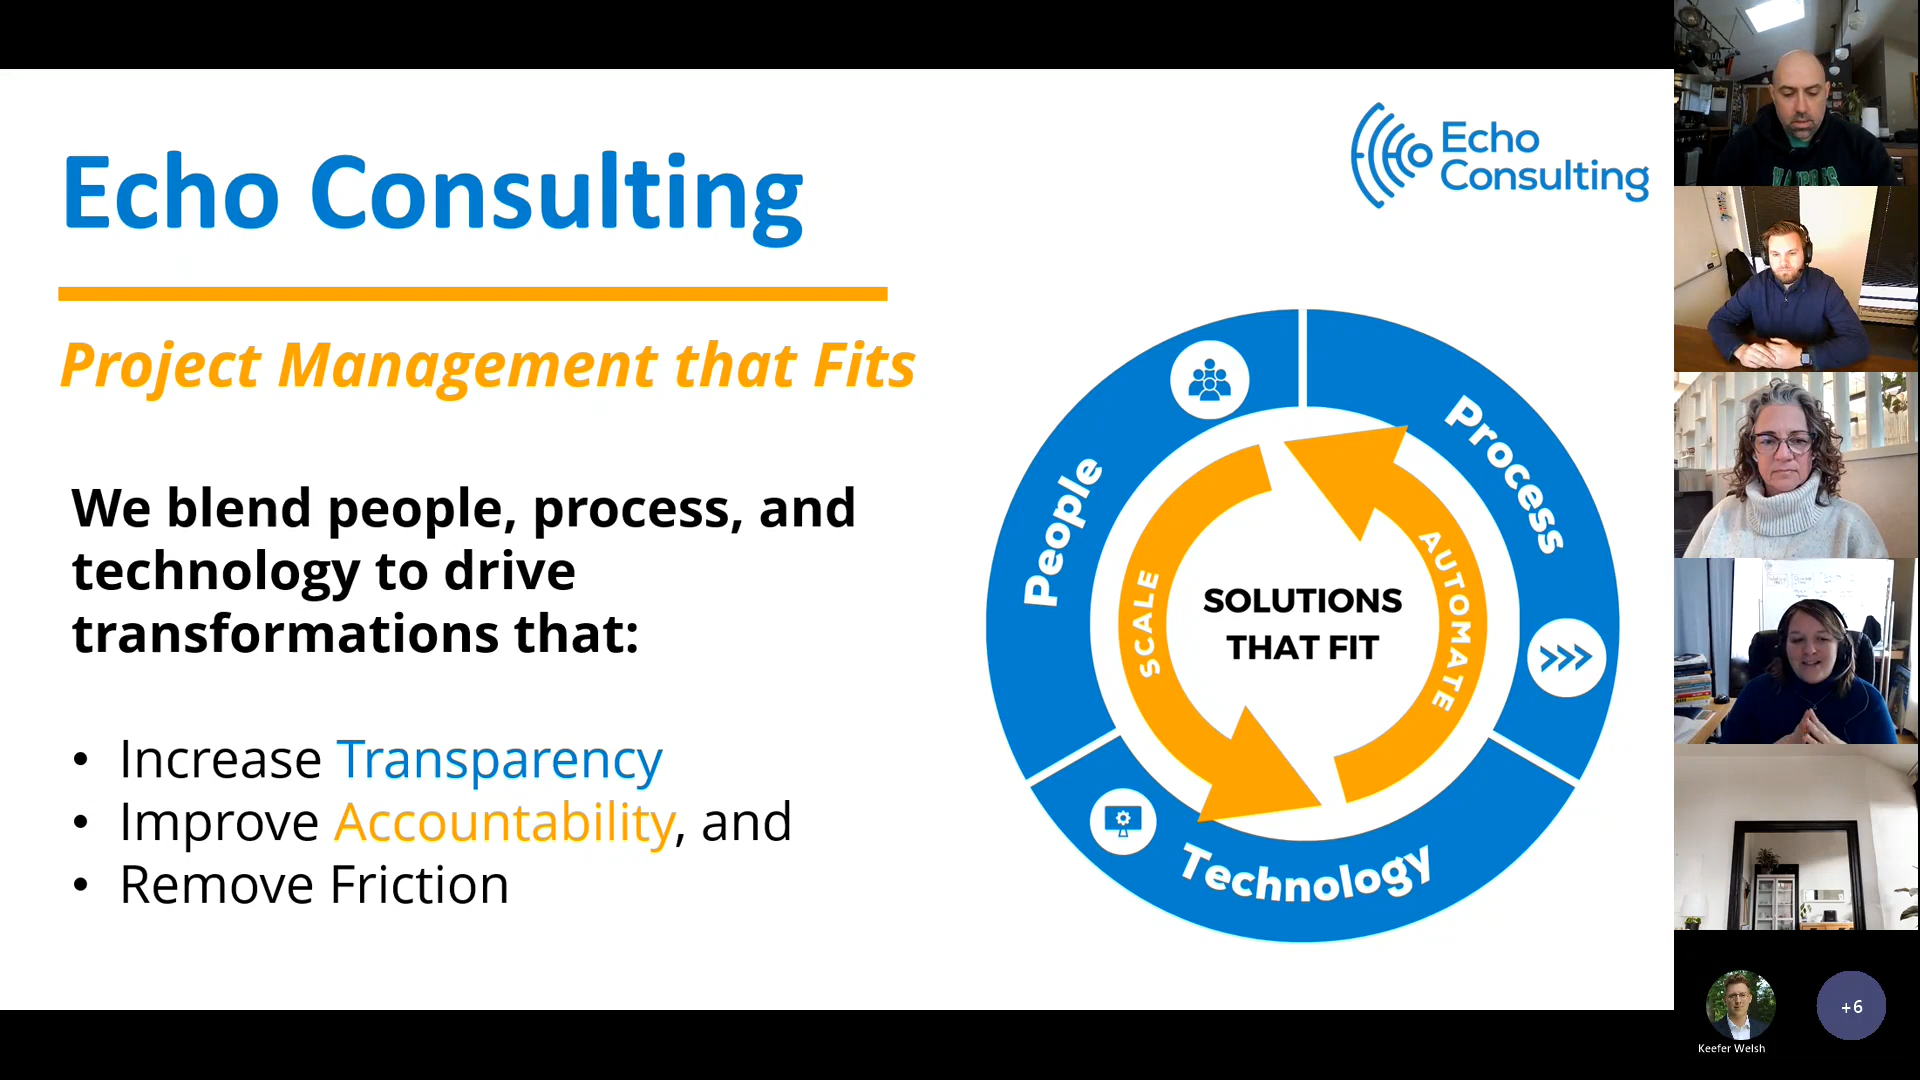 Echo Consulting
ECHO
Echo
Consulting
Project Management that Fits
We blend people, process, and
technology to drive
transformations that:
• Increase Transparency
• Improve Accountability, and
• Remove Friction
People
Process
Technology
SCALE
AUTOMATE
SOLUTIONS
THAT FIT
Keefer Welsh
+6